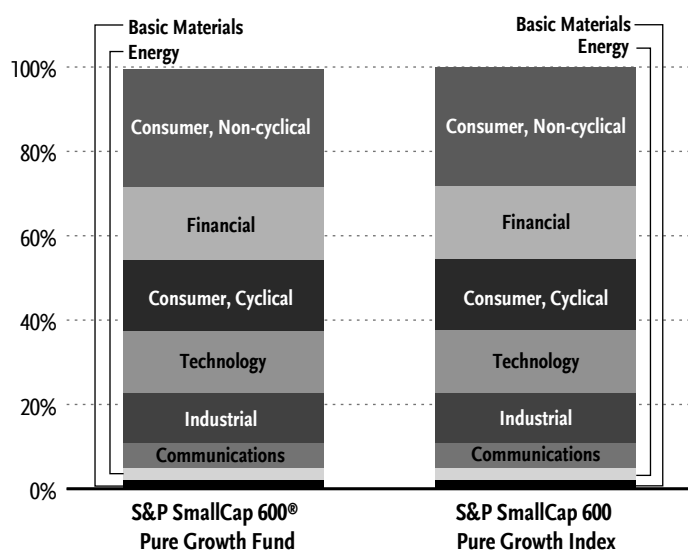 Basic Materials
Energy
Basic Materials
Energy
100%
80%
60%
40%
20%
0%
Consumer, Non-cyclical
Financial
Consumer, Cyclical
Technology
Industrial
Communications
Consumer, Non-cyclical
Financial
Consumer, Cyclical
Technology
Industrial
Communications
S&P SmallCap 600®
Pure Growth Fund
S&P SmallCap 600
Pure Growth Index